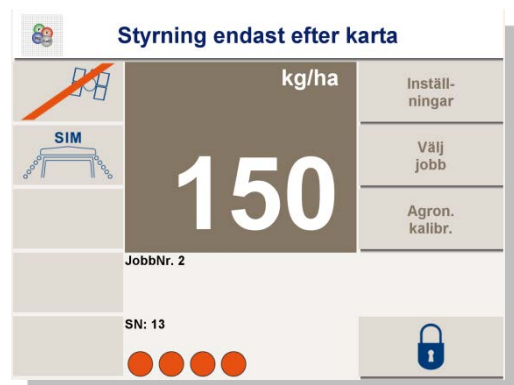 Styrning endast efter karta
kg/ha
Inställ-
ningar
SIM
150
Välj
jobb
Agron.
kalibr.
JobbNr. 2
SN: 13